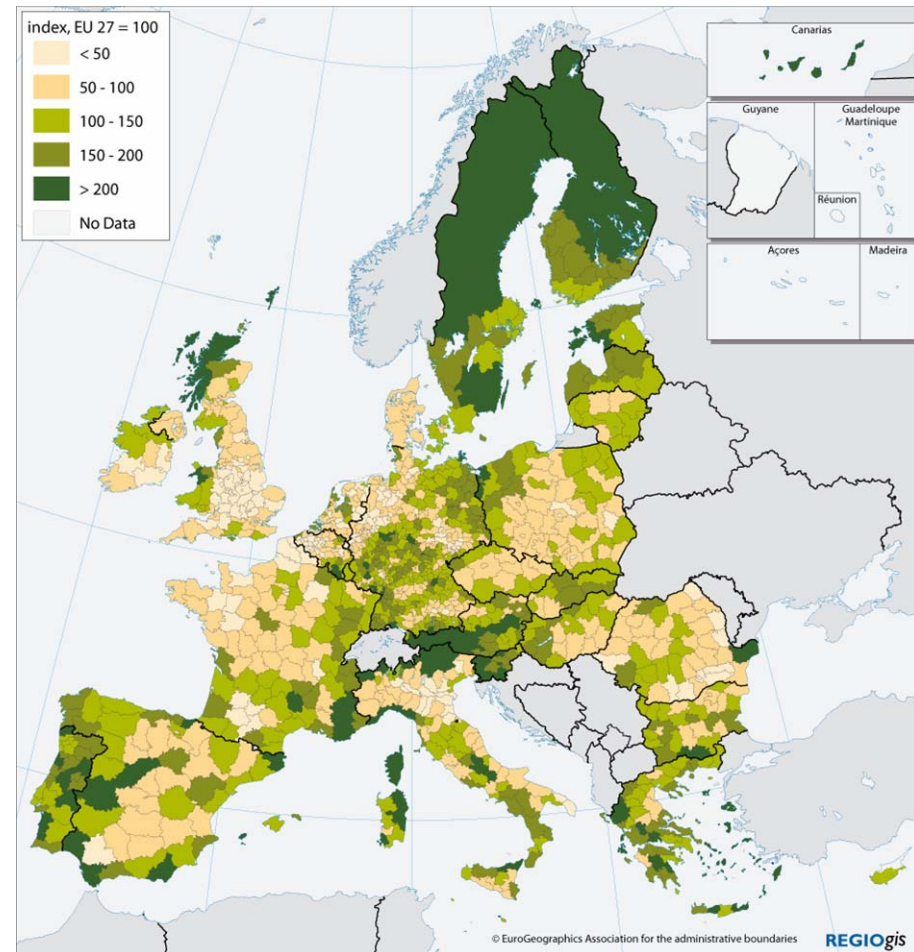 index, EU 27 = 100
< 50
50 - 100
100 - 150
150 - 200
> 200
No Data
Canarias
Guyane
Guadeloupe
Martinique
Réunion
Açores
Madeira
© EuroGeographics Association for the administrative boundaries
REGIOgis